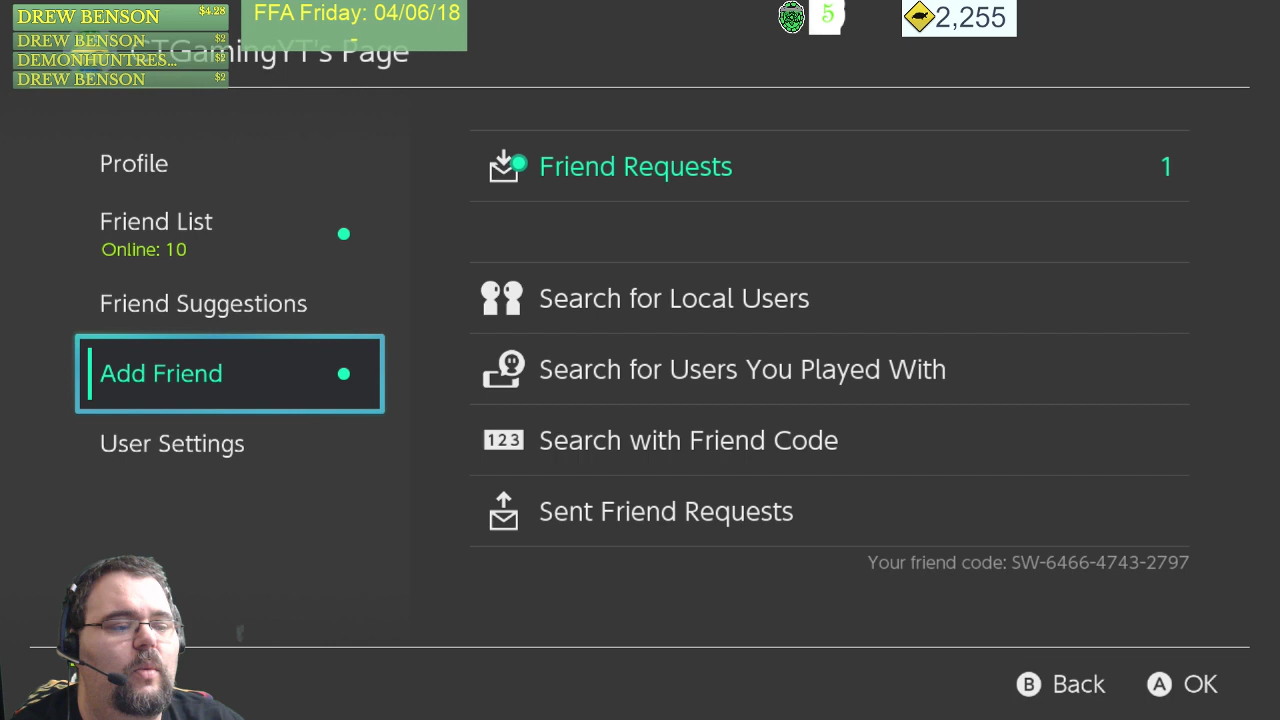 DREW BENSON $4.28
DREW BENSON $2
DEMONHUNTRES... $2
DREW BENSON $2
FFA Friday: 04/06/18
-
TGamingYT's Page
5
2,255
Profile
Friend List
Online: 10
Friend Suggestions
Add Friend
User Settings
Friend Requests 1
Search for Local Users
Search for Users You Played With
123 Search with Friend Code
Sent Friend Requests
Your friend code: SW-6466-4743-2797
B Back A OK